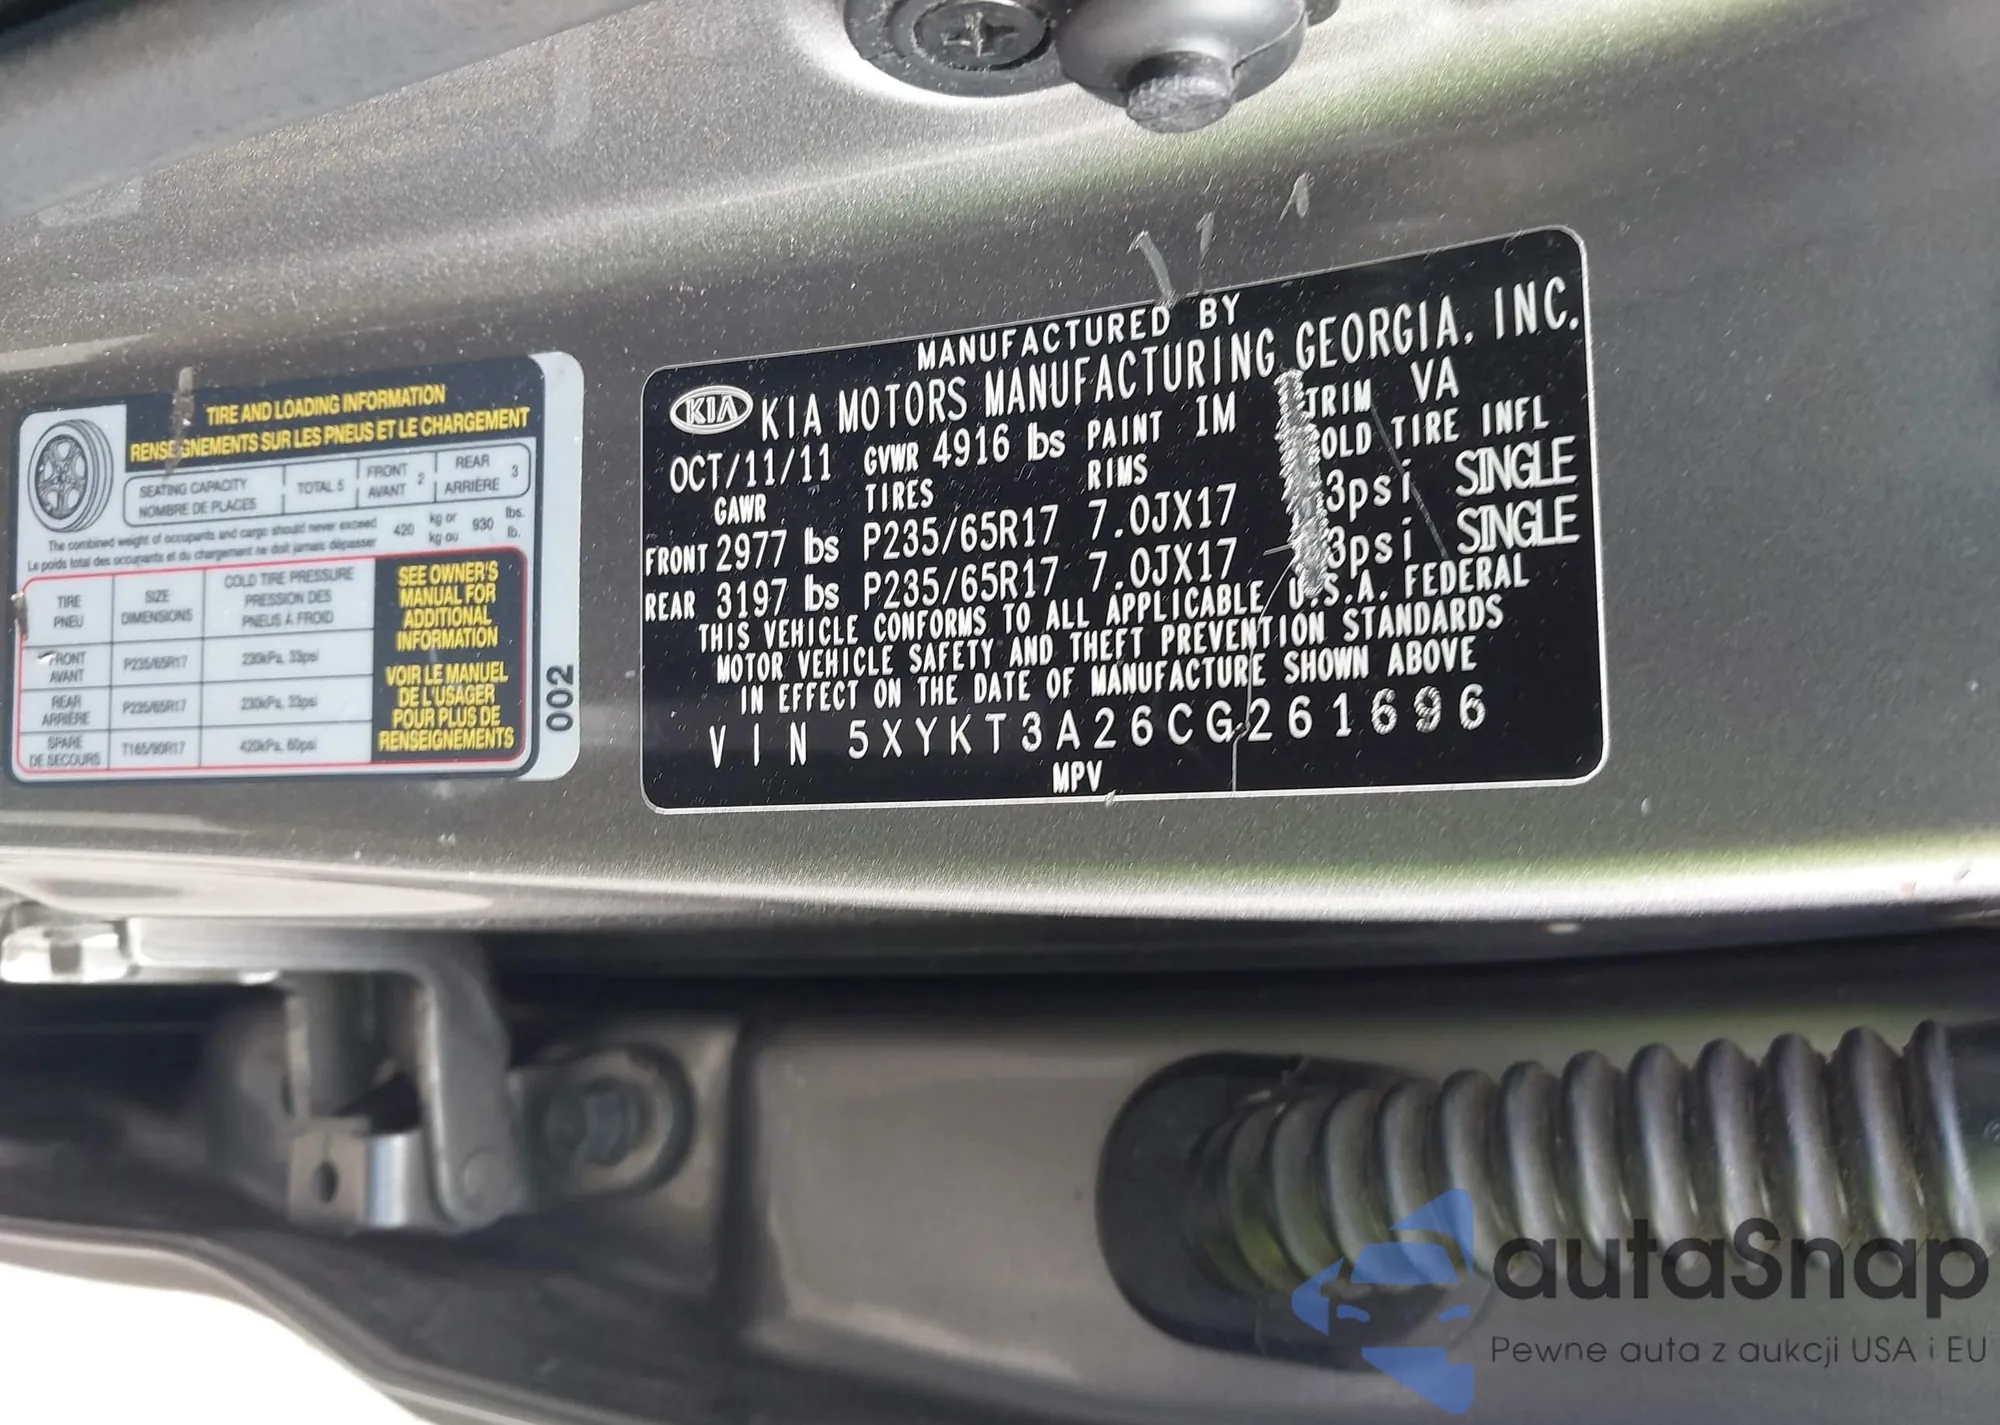 TIRE AND LOADING INFORMATION
RENSEIGNEMENTS SUR LES PNEUS ET LE CHARGEMENT
SEATING CAPACITY
NOMBRE DE PLACES
TOTAL 5
FRONT
AVANT
2
REAR
ARRIÈRE
3
The combined weight of occupants and cargo should never exceed
Le poids total des occupants et du chargement ne doit jamais dépasser
420
kg or
kg ou
930
lbs.
lb.
TIRE
PNEU
SIZE
DIMENSIONS
COLD TIRE PRESSURE
PRESSION DES
PNEUS À FROID
FRONT
AVANT
P235/65R17
230kPa, 33psi
REAR
ARRIÈRE
P235/65R17
230kPa, 33psi
SPARE
DE SECOURS
T165/90R17
420kPa, 60psi
SEE OWNER'S
MANUAL FOR
ADDITIONAL
INFORMATION
VOIR LE MANUEL
DE L'USAGER
POUR PLUS DE
RENSEIGNEMENTS
002
MANUFACTURED BY
KIA KIA MOTORS MANUFACTURING GEORGIA, INC.
OCT/11/11 GVWR 4916 lbs PAINT IM TRIM VA
GAWR TIRES RIMS OLD TIRE INFL
FRONT 2977 lbs P235/65R17 7.0JX17 3psi SINGLE
REAR 3197 lbs P235/65R17 7.0JX17 3psi SINGLE
THIS VEHICLE CONFORMS TO ALL APPLICABLE U.S.A. FEDERAL
MOTOR VEHICLE SAFETY AND THEFT PREVENTION STANDARDS
IN EFFECT ON THE DATE OF MANUFACTURE SHOWN ABOVE
VIN 5XYKT3A26CG261696
MPV
autaSnap
Pewne auta z aukcji USA i EU